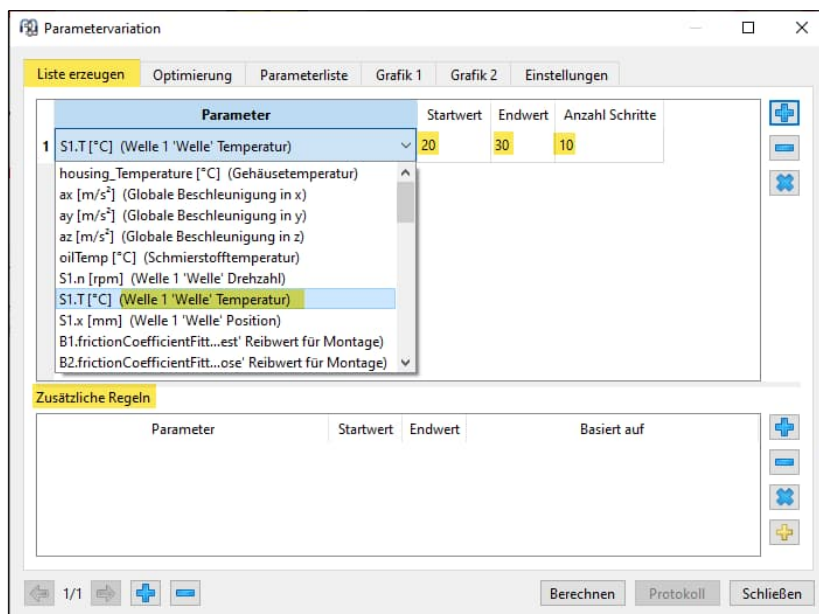 Parametervariation
Liste erzeugen Optimierung Parameterliste Grafik 1 Grafik 2 Einstellungen
Parameter Startwert Endwert Anzahl Schritte
1 S1.T [°C] (Welle 1 'Welle' Temperatur) 20 30 10
housing_Temperature [°C] (Gehäusetemperatur)
ax [m/s²] (Globale Beschleunigung in x)
ay [m/s²] (Globale Beschleunigung in y)
az [m/s²] (Globale Beschleunigung in z)
oilTemp [°C] (Schmierstofftemperatur)
S1.n [rpm] (Welle 1 'Welle' Drehzahl)
S1.T [°C] (Welle 1 'Welle' Temperatur)
S1.x [mm] (Welle 1 'Welle' Position)
B1.frictionCoefficientFitt...est' Reibwert für Montage)
B2.frictionCoefficientFitt...ose' Reibwert für Montage)
Zusätzliche Regeln
Parameter Startwert Endwert Basiert auf
1/1 Berechnen Protokoll Schließen